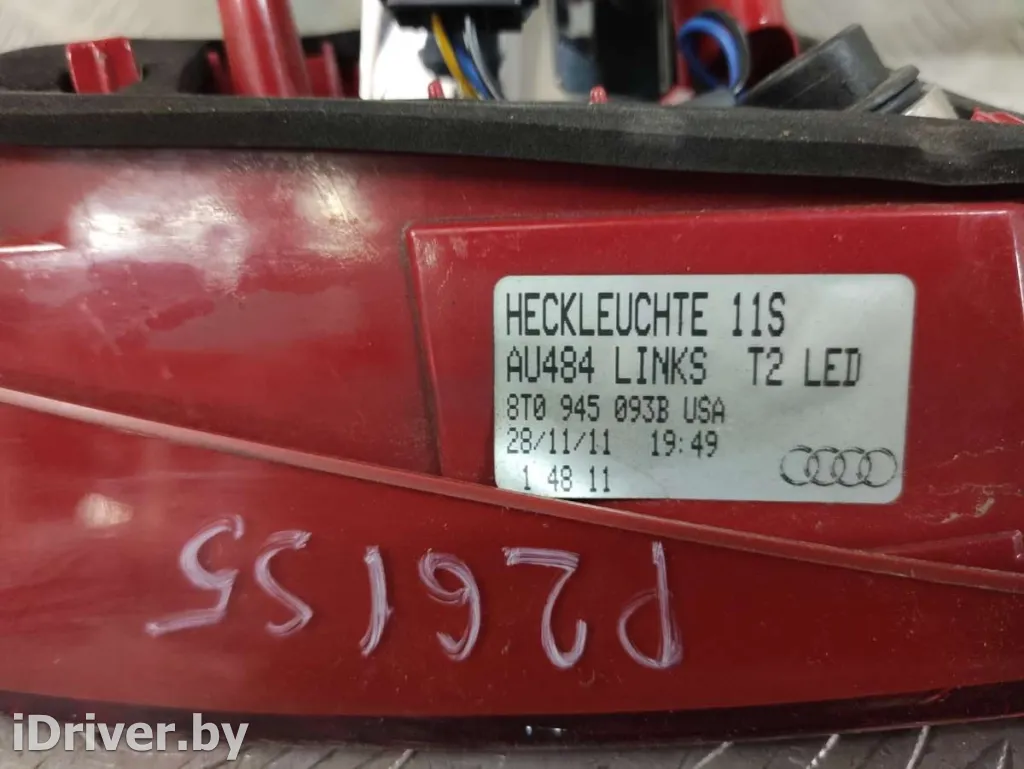 HECKLEUCHTE 11S
AU484 LINKS T2 LED
8T0 945 093B USA
28/11/11 19:49
1 48 11
P26155
iDriver.by